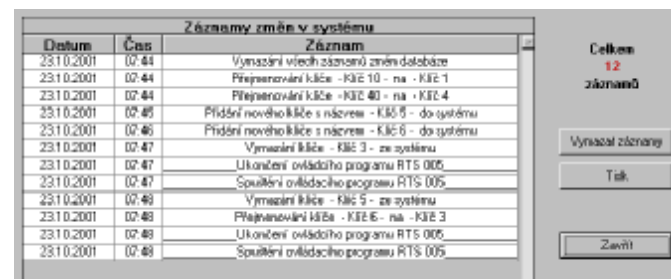 Záznamy změn v systému
Datum Čas Záznam
23.10.2001 07:44 Vymazání všech záznamů změn databáze
23.10.2001 07:44 Přejmenování klíče - Klíč 10 - na - Klíč 1
23.10.2001 07:44 Přejmenování klíče - Klíč 40 - na - Klíč 4
23.10.2001 07:45 Přidání nového klíče s názvem - Klíč 5 - do systému
23.10.2001 07:46 Přidání nového klíče s názvem - Klíč 6 - do systému
23.10.2001 07:47 Vymazání klíče - Klíč 3 - ze systému
23.10.2001 07:47 Ukončení ovládacího programu RTS 005
23.10.2001 07:47 Spuštění ovládacího programu RTS 005
23.10.2001 07:48 Vymazání klíče - Klíč 5 - ze systému
23.10.2001 07:48 Přejmenování klíče - Klíč 6 - na - Klíč 3
23.10.2001 07:48 Ukončení ovládacího programu RTS 005
23.10.2001 07:48 Spuštění ovládacího programu RTS 005
Celkem
12
záznamů
Vymazat záznamy
Tisk
Zavřít